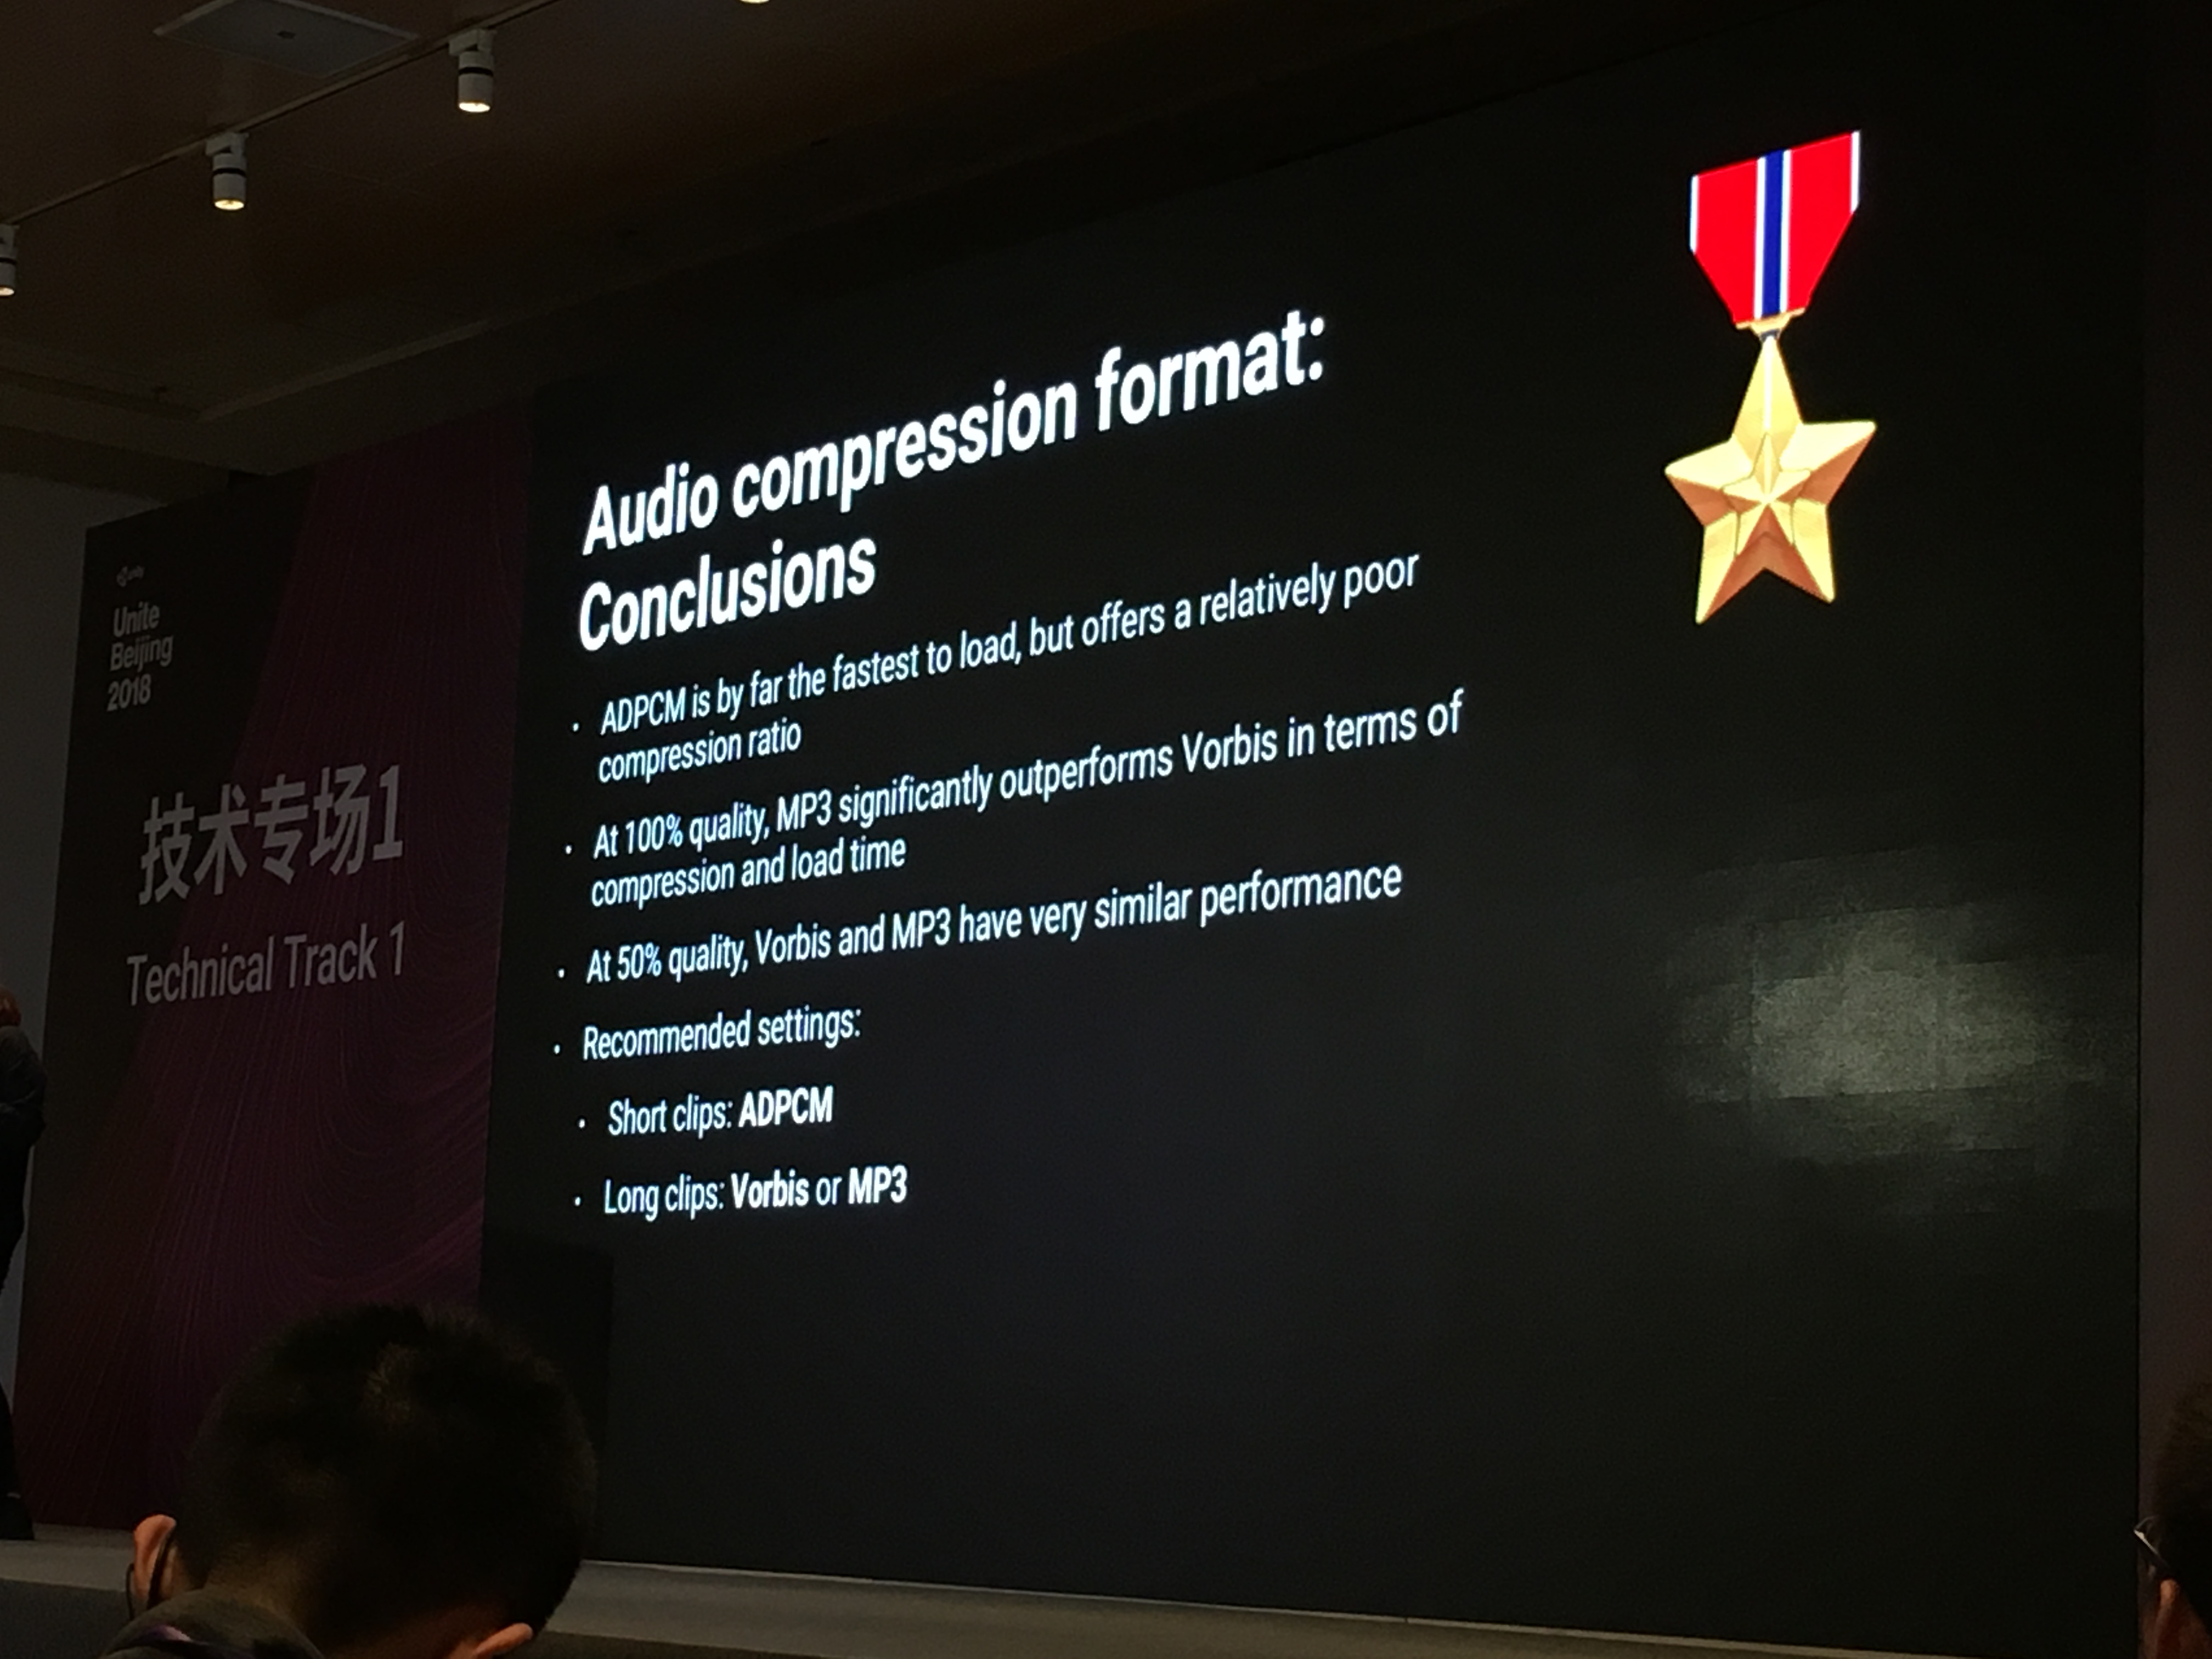 unity
Unite
Beijing
2018
技术专场1
Technical Track 1
Audio compression format:
Conclusions
• ADPCM is by far the fastest to load, but offers a relatively poor
compression ratio
• At 100% quality, MP3 significantly outperforms Vorbis in terms of
compression and load time
• At 50% quality, Vorbis and MP3 have very similar performance
• Recommended settings:
• Short clips: ADPCM
• Long clips: Vorbis or MP3